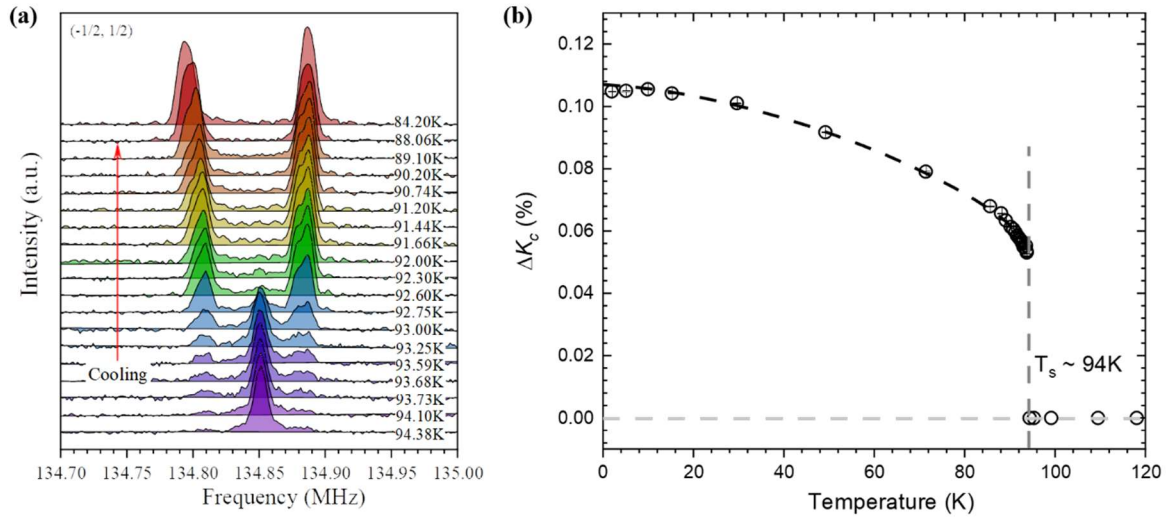 (a)
(-1/2, 1/2)
84.20K
88.06K
89.10K
90.20K
90.74K
91.20K
91.44K
91.66K
92.00K
92.30K
92.60K
92.75K
93.00K
93.25K
93.59K
93.68K
93.73K
94.10K
94.38K
Cooling
Intensity (a.u.)
134.70 134.75 134.80 134.85 134.90 134.95 135.00
Frequency (MHz)
(b)
0.12
0.10
0.08
0.06
0.04
0.02
0.00
ΔKc (%)
Ts ~ 94K
0 20 40 60 80 100 120
Temperature (K)